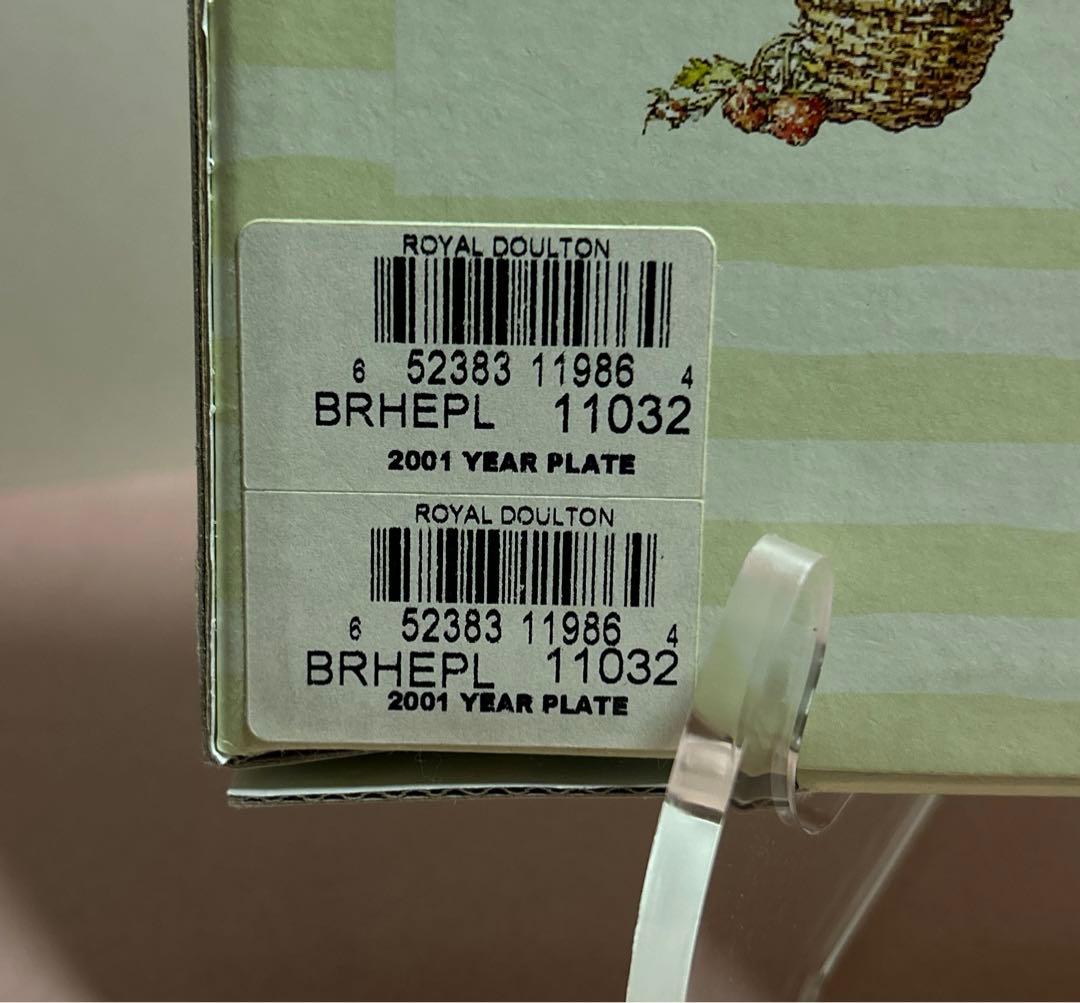 ROYAL DOULTON
6 52383 11986 4
BRHEPL 11032
2001 YEAR PLATE
ROYAL DOULTON
6 52383 11986 4
BRHEPL 11032
2001 YEAR PLATE